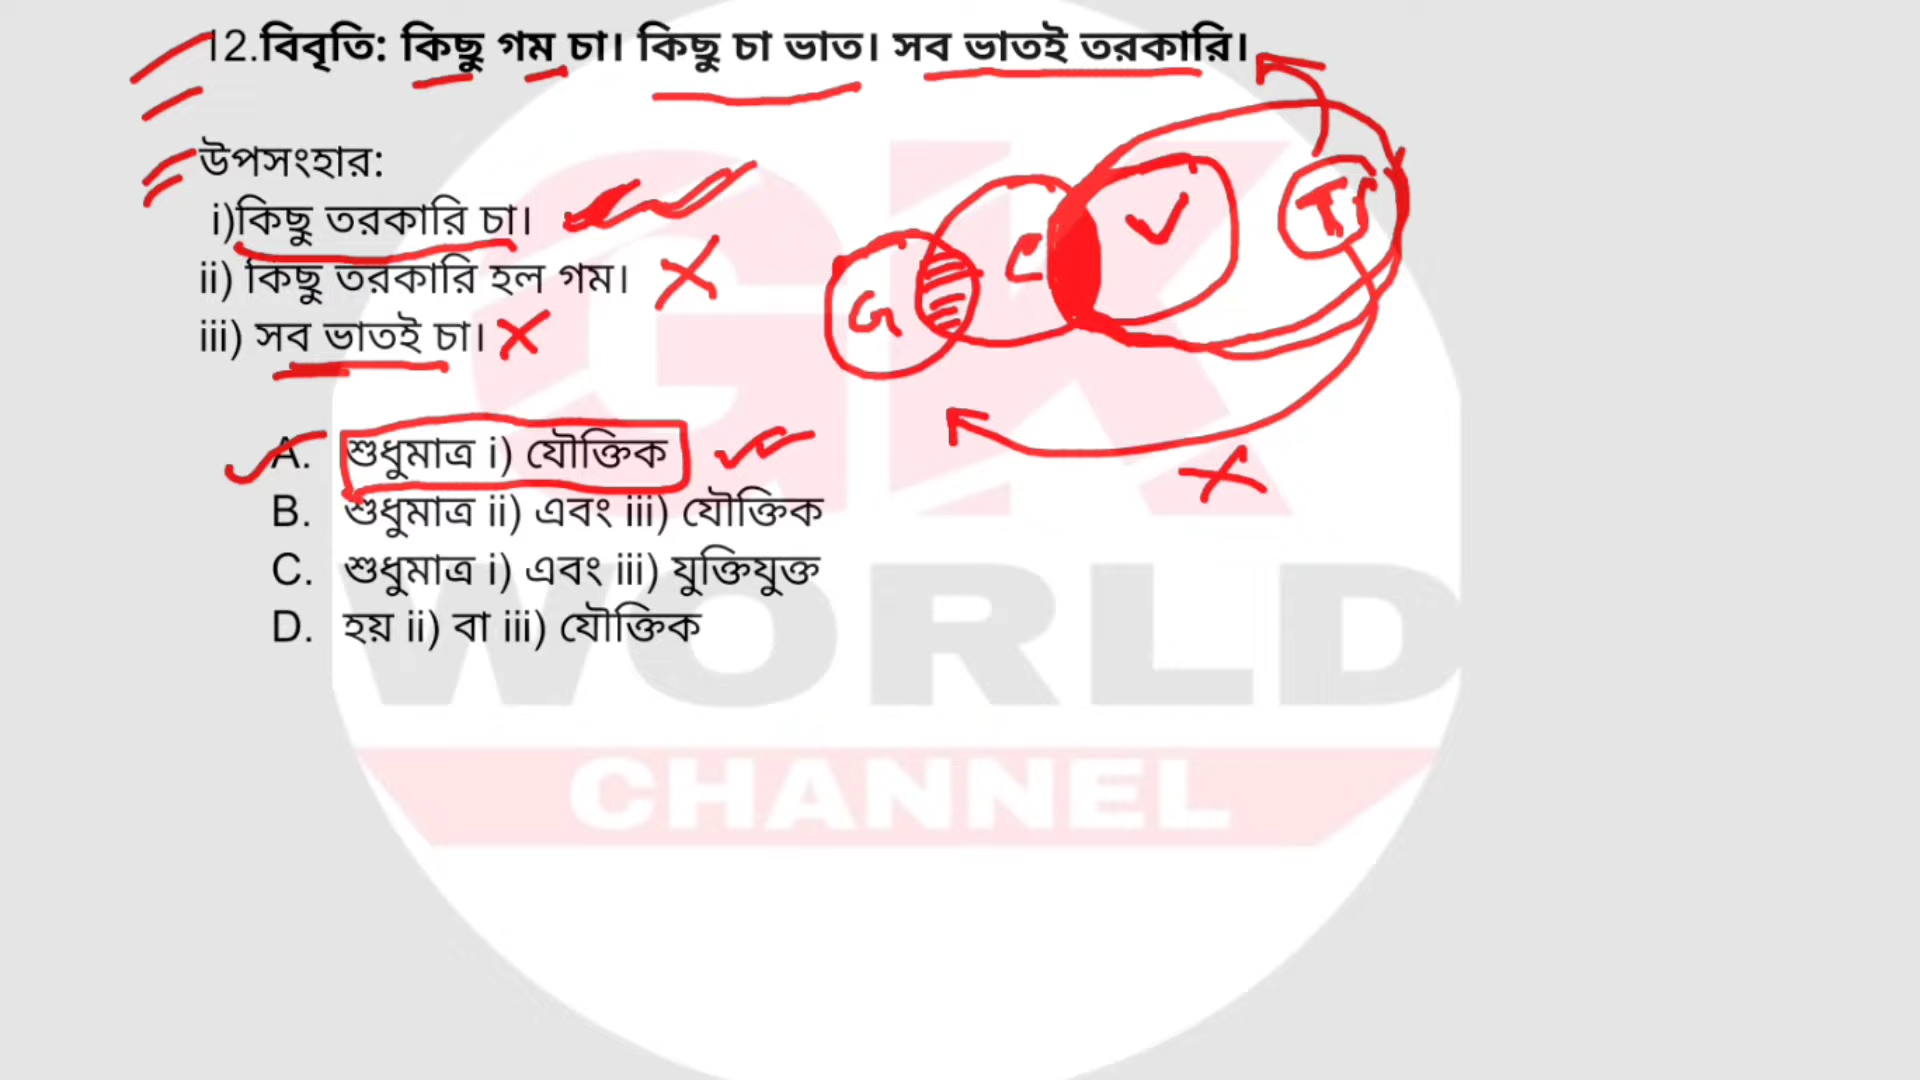 12.বিবৃতি: কিছু গম চা। কিছু চা ভাত। সব ভাতই তরকারি।
উপসংহার:
i)কিছু তরকারি চা।
ii) কিছু তরকারি হল গম।
iii) সব ভাতই চা।
G C V T
A. শুধুমাত্র i) যৌক্তিক
B. শুধুমাত্র ii) এবং iii) যৌক্তিক
C. শুধুমাত্র i) এবং iii) যুক্তিযুক্ত
D. হয় ii) বা iii) যৌক্তিক
GK
WORLD
CHANNEL